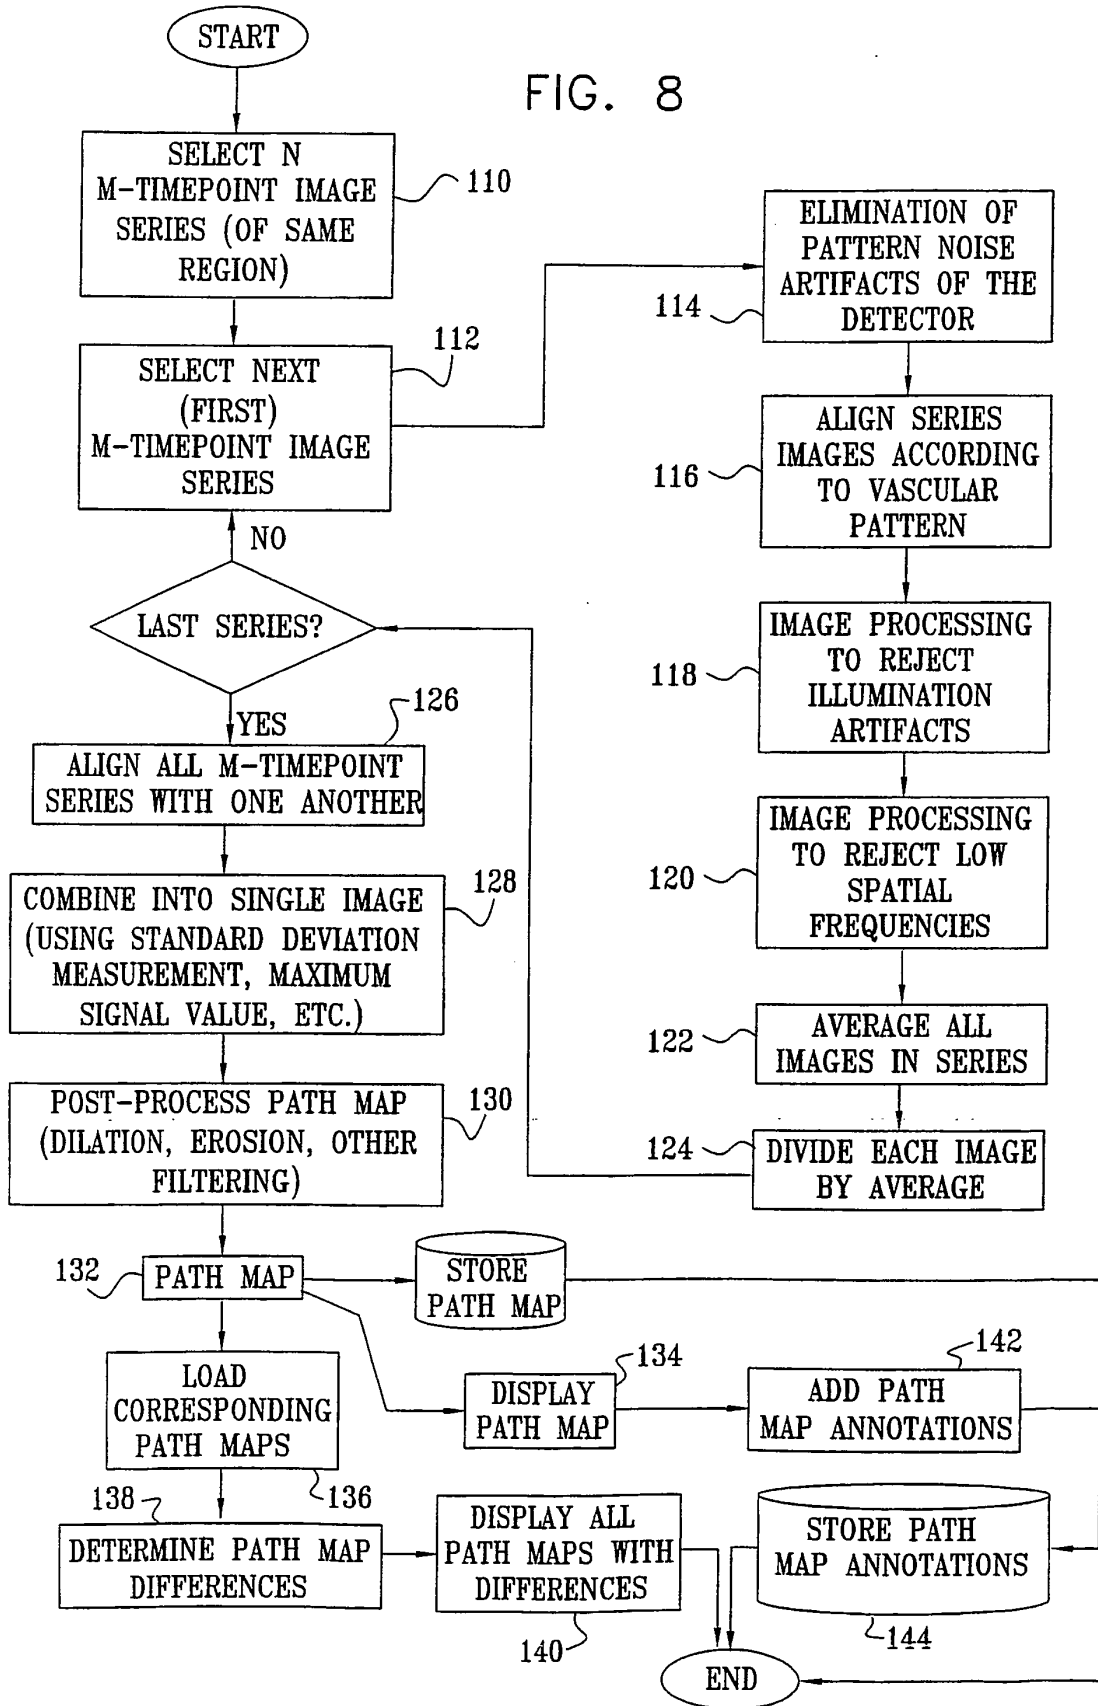 START
FIG. 8
SELECT N
M-TIMEPOINT IMAGE
SERIES (OF SAME
REGION)
110
112
SELECT NEXT
(FIRST)
M-TIMEPOINT IMAGE
SERIES
ELIMINATION OF
PATTERN NOISE
ARTIFACTS OF THE
DETECTOR
114
ALIGN SERIES
IMAGES ACCORDING
TO VASCULAR
PATTERN
116
NO
LAST SERIES?
YES
IMAGE PROCESSING
TO REJECT
ILLUMINATION
ARTIFACTS
118
126
ALIGN ALL M-TIMEPOINT
SERIES WITH ONE ANOTHER
IMAGE PROCESSING
TO REJECT LOW
SPATIAL
FREQUENCIES
120
COMBINE INTO SINGLE IMAGE
(USING STANDARD DEVIATION
MEASUREMENT, MAXIMUM
SIGNAL VALUE, ETC.)
128
AVERAGE ALL
IMAGES IN SERIES
122
POST-PROCESS PATH MAP
(DILATION, EROSION, OTHER
FILTERING)
130
DIVIDE EACH IMAGE
BY AVERAGE
124
132
PATH MAP
STORE
PATH MAP
LOAD
CORRESPONDING
PATH MAPS
136
134
DISPLAY
PATH MAP
142
ADD PATH
MAP ANNOTATIONS
138
DETERMINE PATH MAP
DIFFERENCES
DISPLAY ALL
PATH MAPS WITH
DIFFERENCES
140
STORE PATH
MAP ANNOTATIONS
144
END